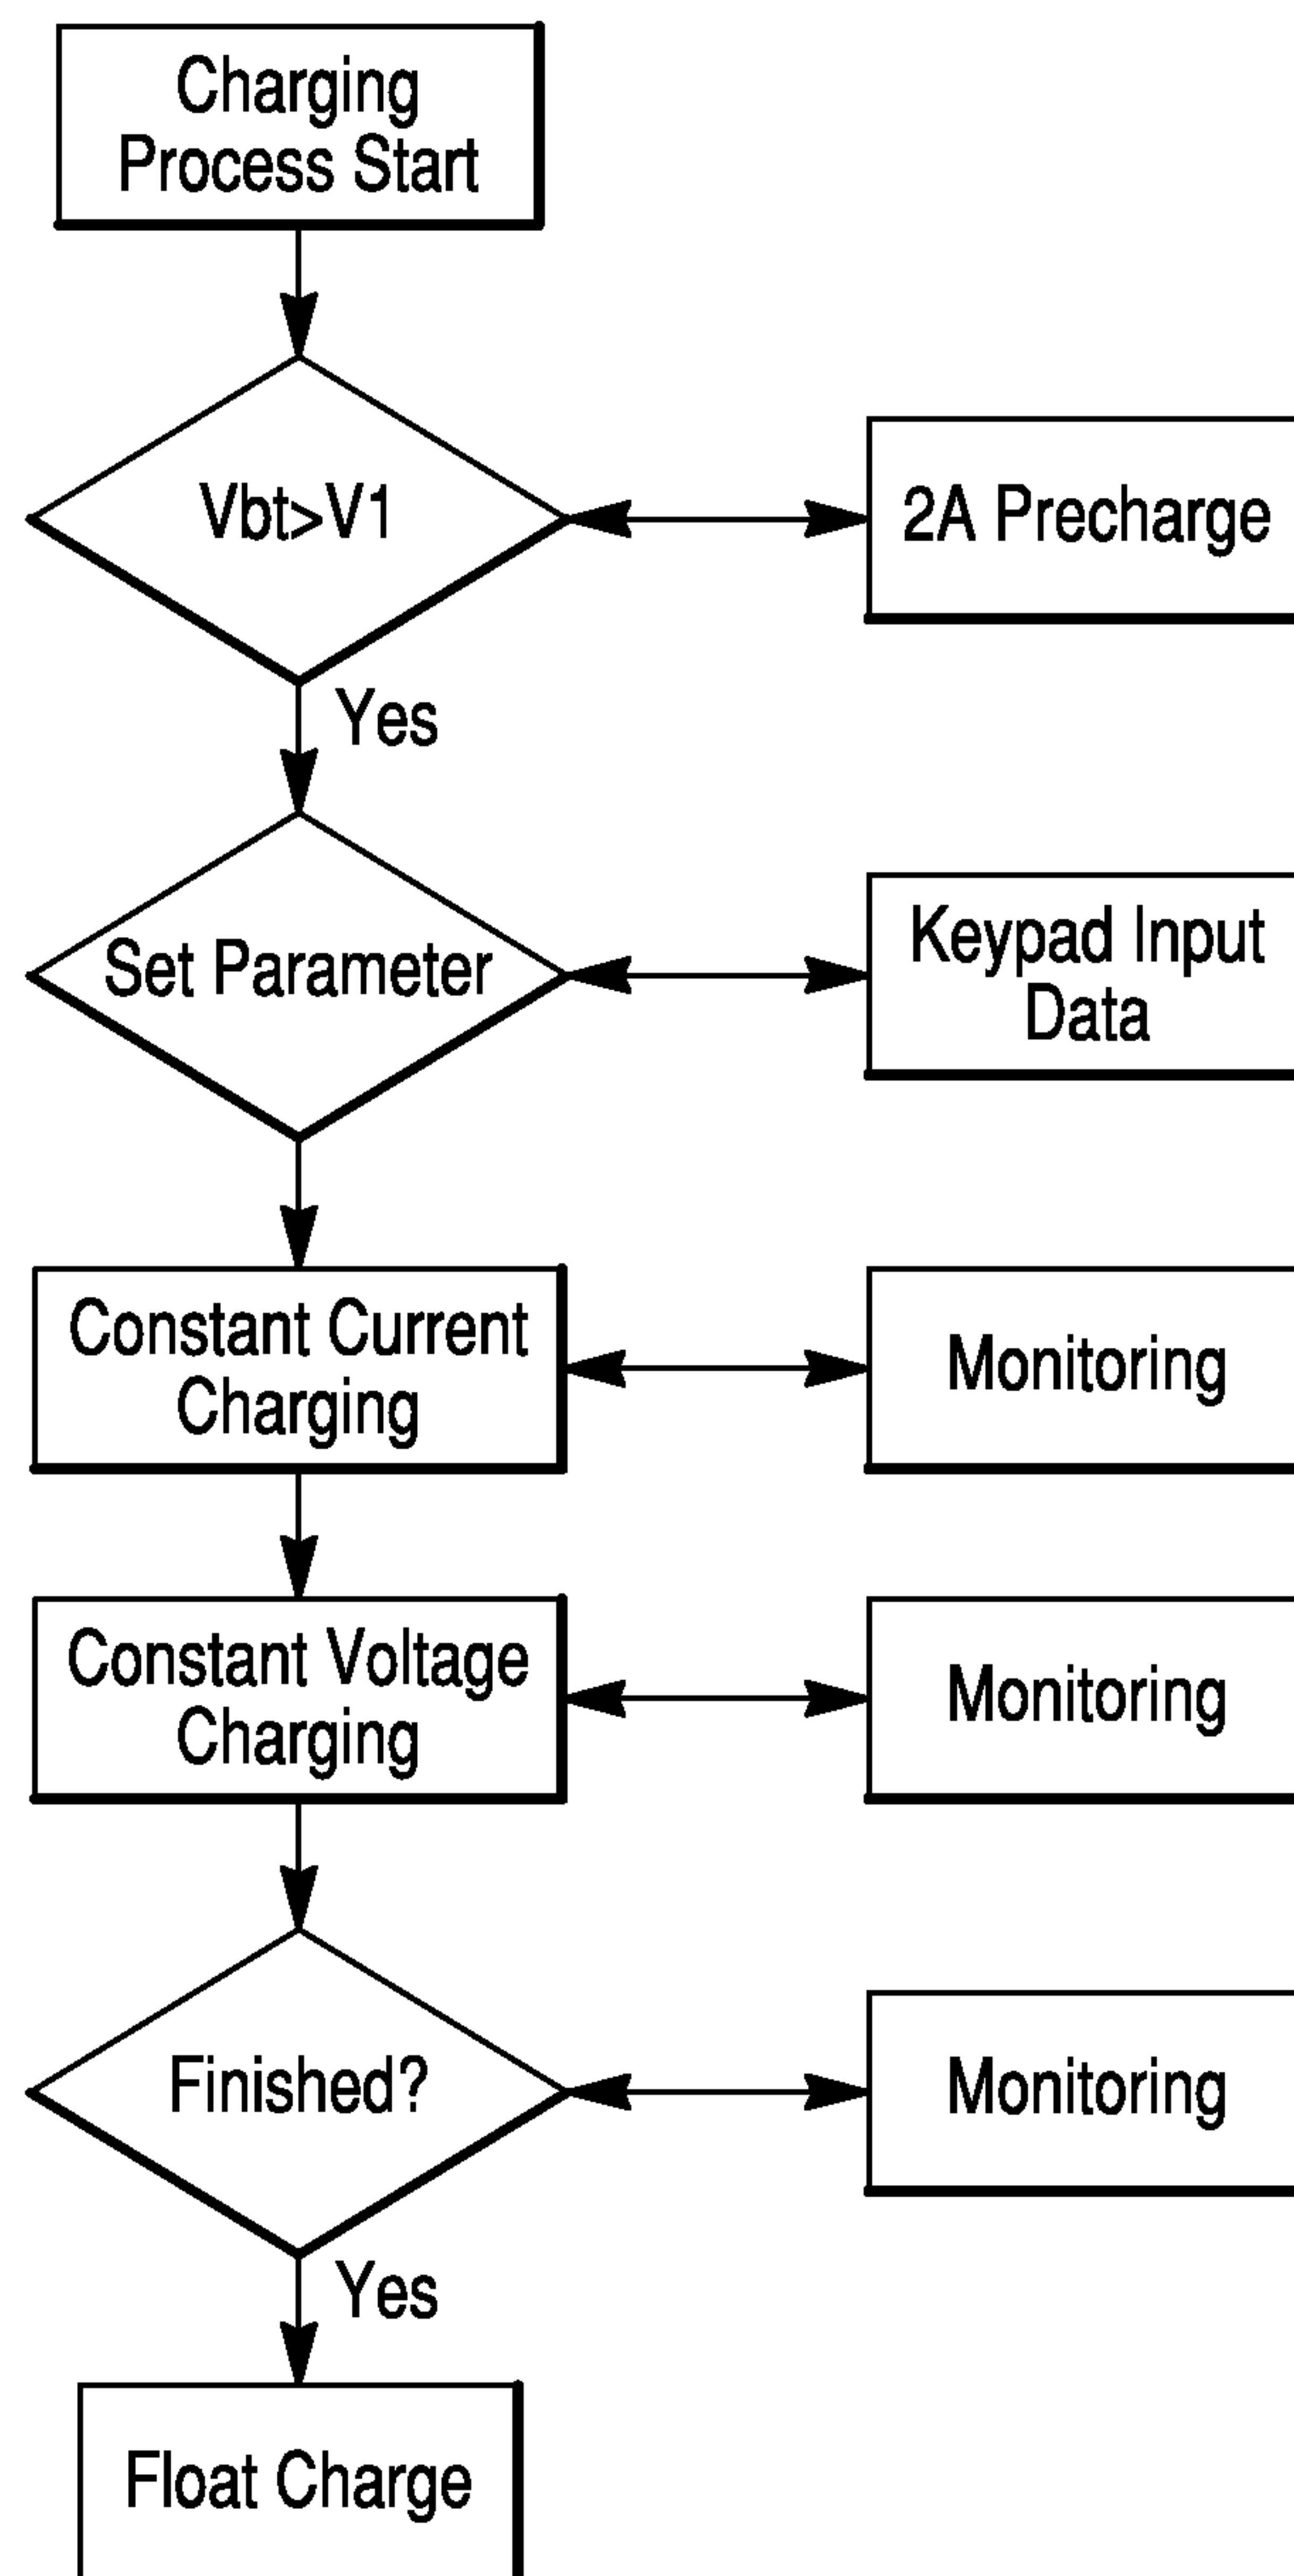 Charging
Process Start
Vbt>V1
2A Precharge
Yes
Set Parameter
Keypad Input
Data
Constant Current
Charging
Monitoring
Constant Voltage
Charging
Monitoring
Finished?
Monitoring
Yes
Float Charge